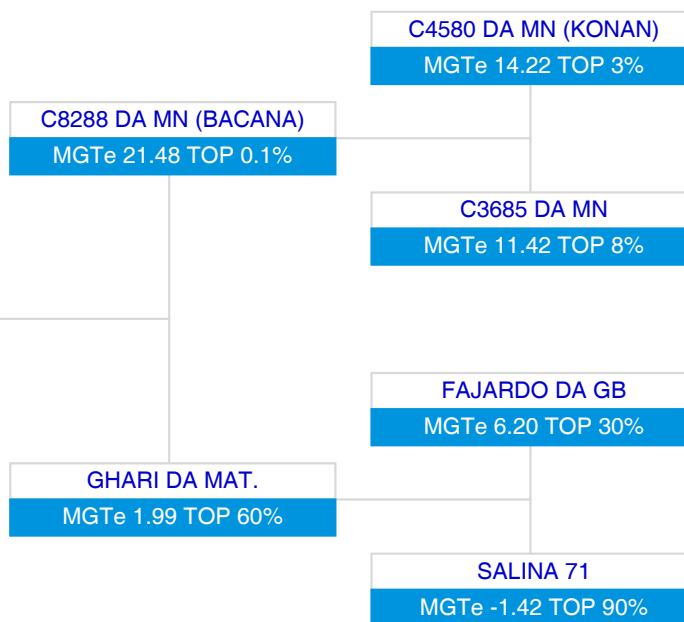 C4580 DA MN (KONAN)
MGTe 14.22 TOP 3%
C8288 DA MN (BACANA)
MGTe 21.48 TOP 0.1%
C3685 DA MN
MGTe 11.42 TOP 8%
FAJARDO DA GB
MGTe 6.20 TOP 30%
GHARI DA MAT.
MGTe 1.99 TOP 60%
SALINA 71
MGTe -1.42 TOP 90%